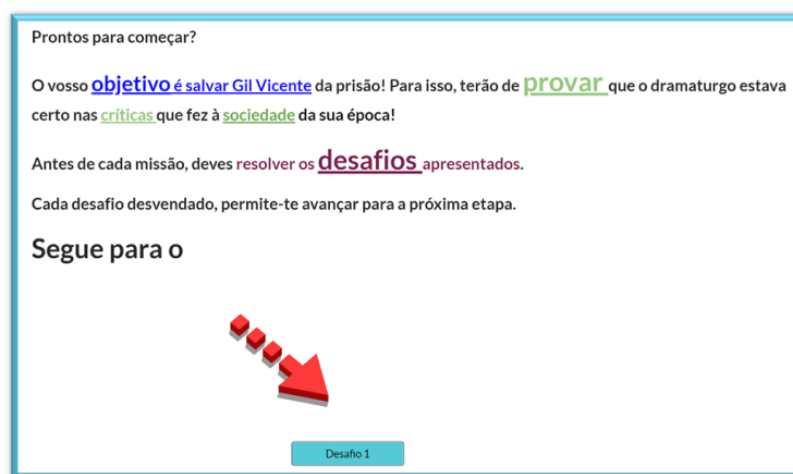 Prontos para começar?
O vosso objetivo é salvar Gil Vicente da prisão! Para isso, terão de provar que o dramaturgo estava
certo nas críticas que fez à sociedade da sua época!
Antes de cada missão, deves resolver os desafios apresentados.
Cada desafio desvendado, permite-te avançar para a próxima etapa.
Segue para o
Desafio 1